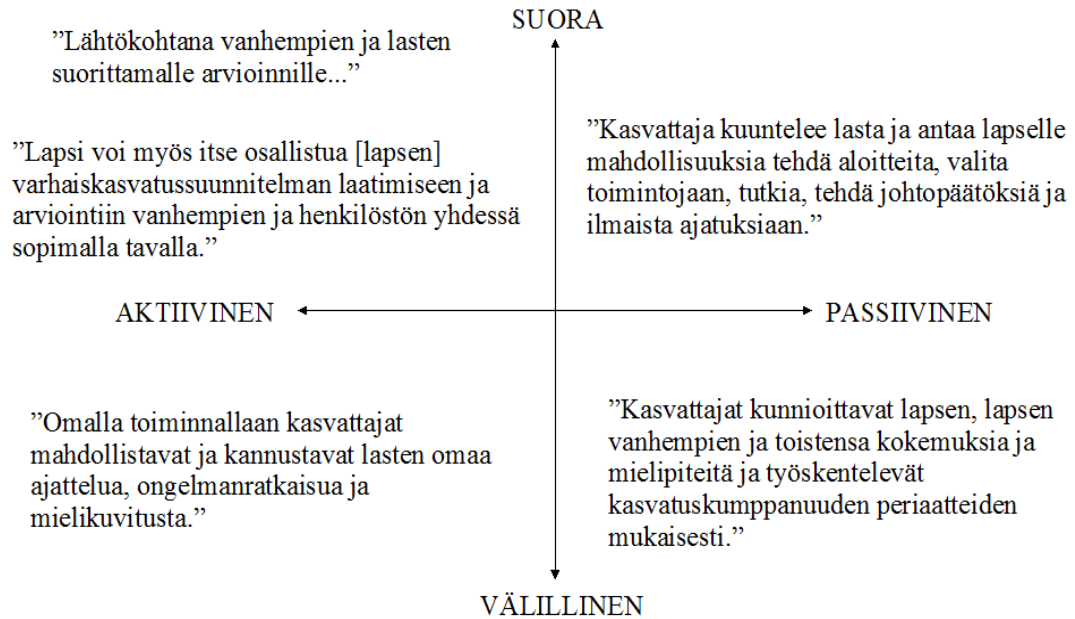 SUORA
”Lähtökohtana vanhempien ja lasten
suorittamalle arvioinnille...”
”Lapsi voi myös itse osallistua [lapsen]
varhaiskasvatussuunnitelman laatimiseen ja
arviointiin vanhempien ja henkilöstön yhdessä
sopimalla tavalla.”
”Kasvattaja kuuntelee lasta ja antaa lapselle
mahdollisuuksia tehdä aloitteita, valita
toimintojaan, tutkia, tehdä johtopäätöksiä ja
ilmaista ajatuksiaan.”
AKTIIVINEN
PASSIIVINEN
”Omalla toiminnallaan kasvattajat
mahdollistavat ja kannustavat lasten omaa
ajattelua, ongelmanratkaisua ja
mielikuvitusta.”
”Kasvattajat kunnioittavat lapsen, lapsen
vanhempien ja toistensa kokemuksia ja
mielipiteitä ja työskentelevät
kasvatuskumppanuuden periaatteiden
mukaisesti.”
VÄLILLINEN